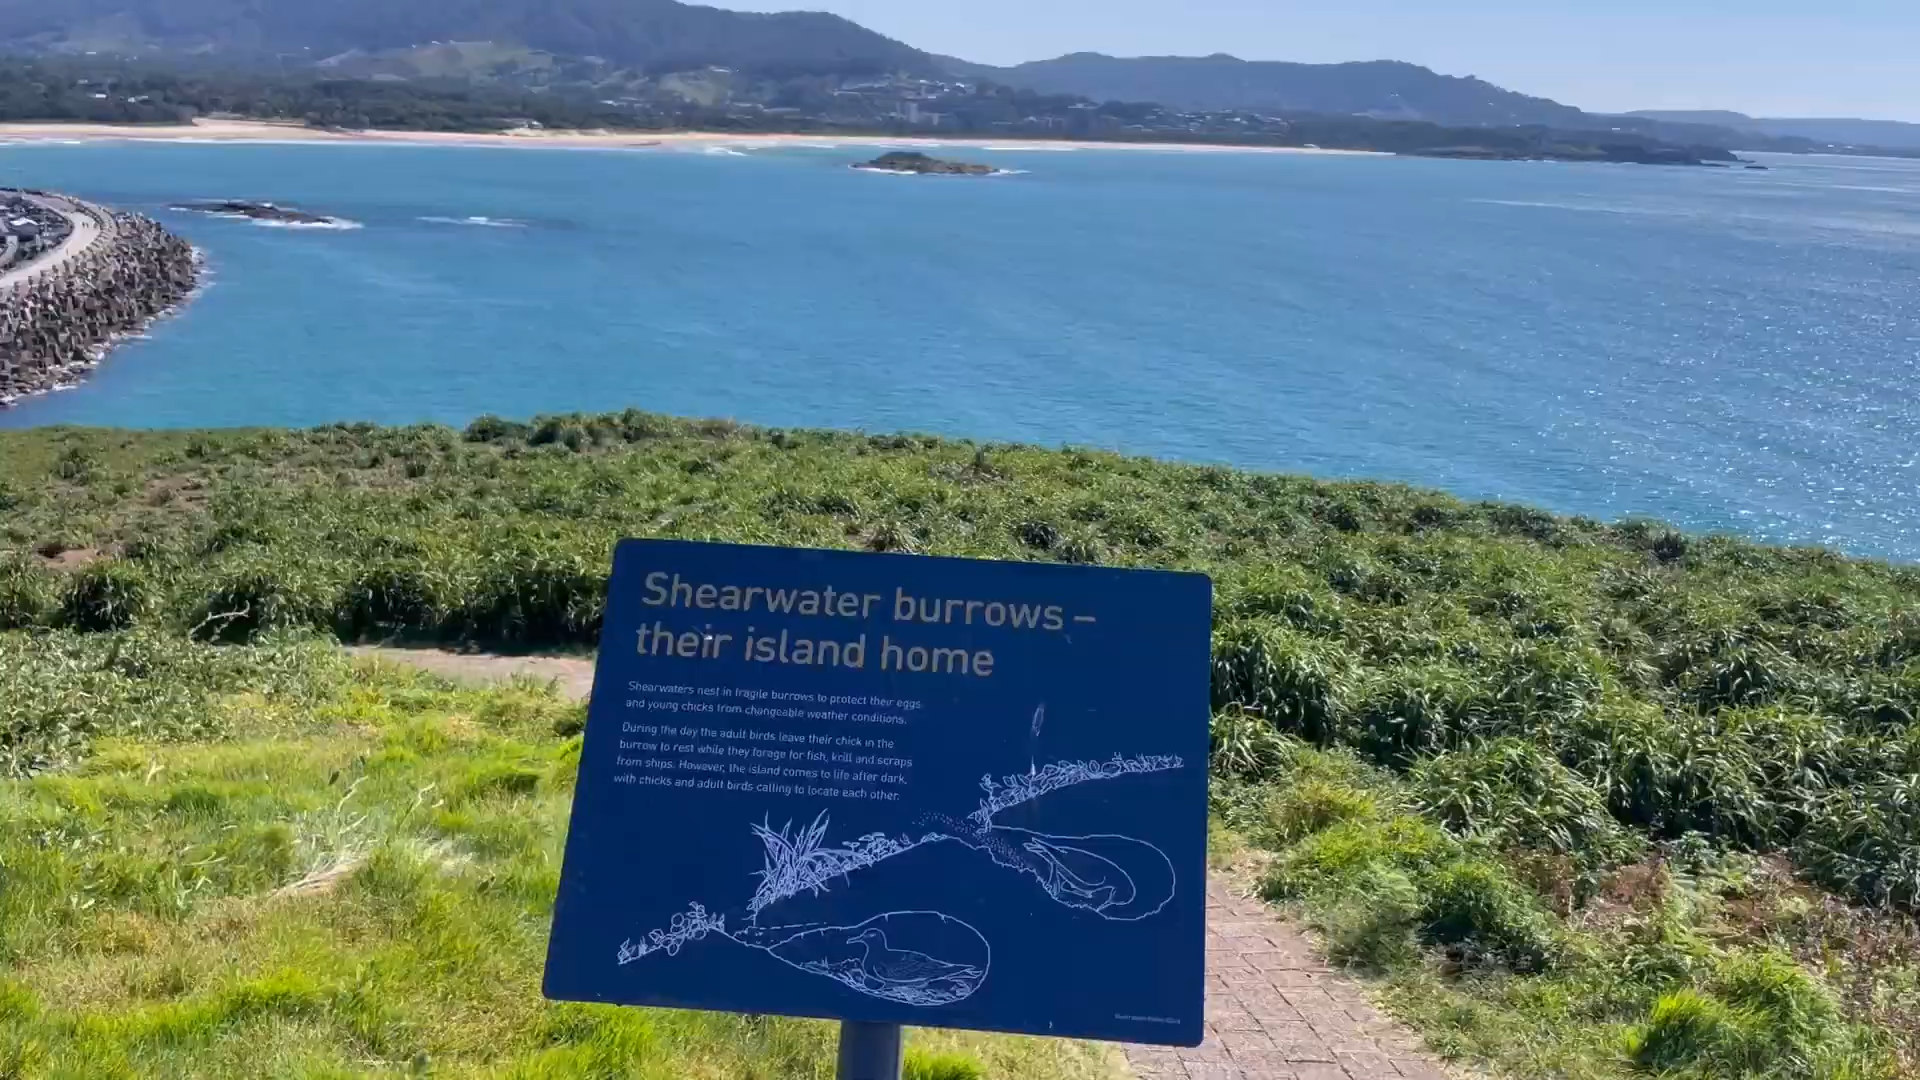 Shearwater burrows –
their island home
Shearwaters nest in fragile burrows to protect their eggs
and young chicks from changeable weather conditions.
During the day the adult birds leave their chick in the
burrow to rest while they forage for fish, krill and scraps
from ships. However, the island comes to life after dark,
with chicks and adult birds calling to locate each other.